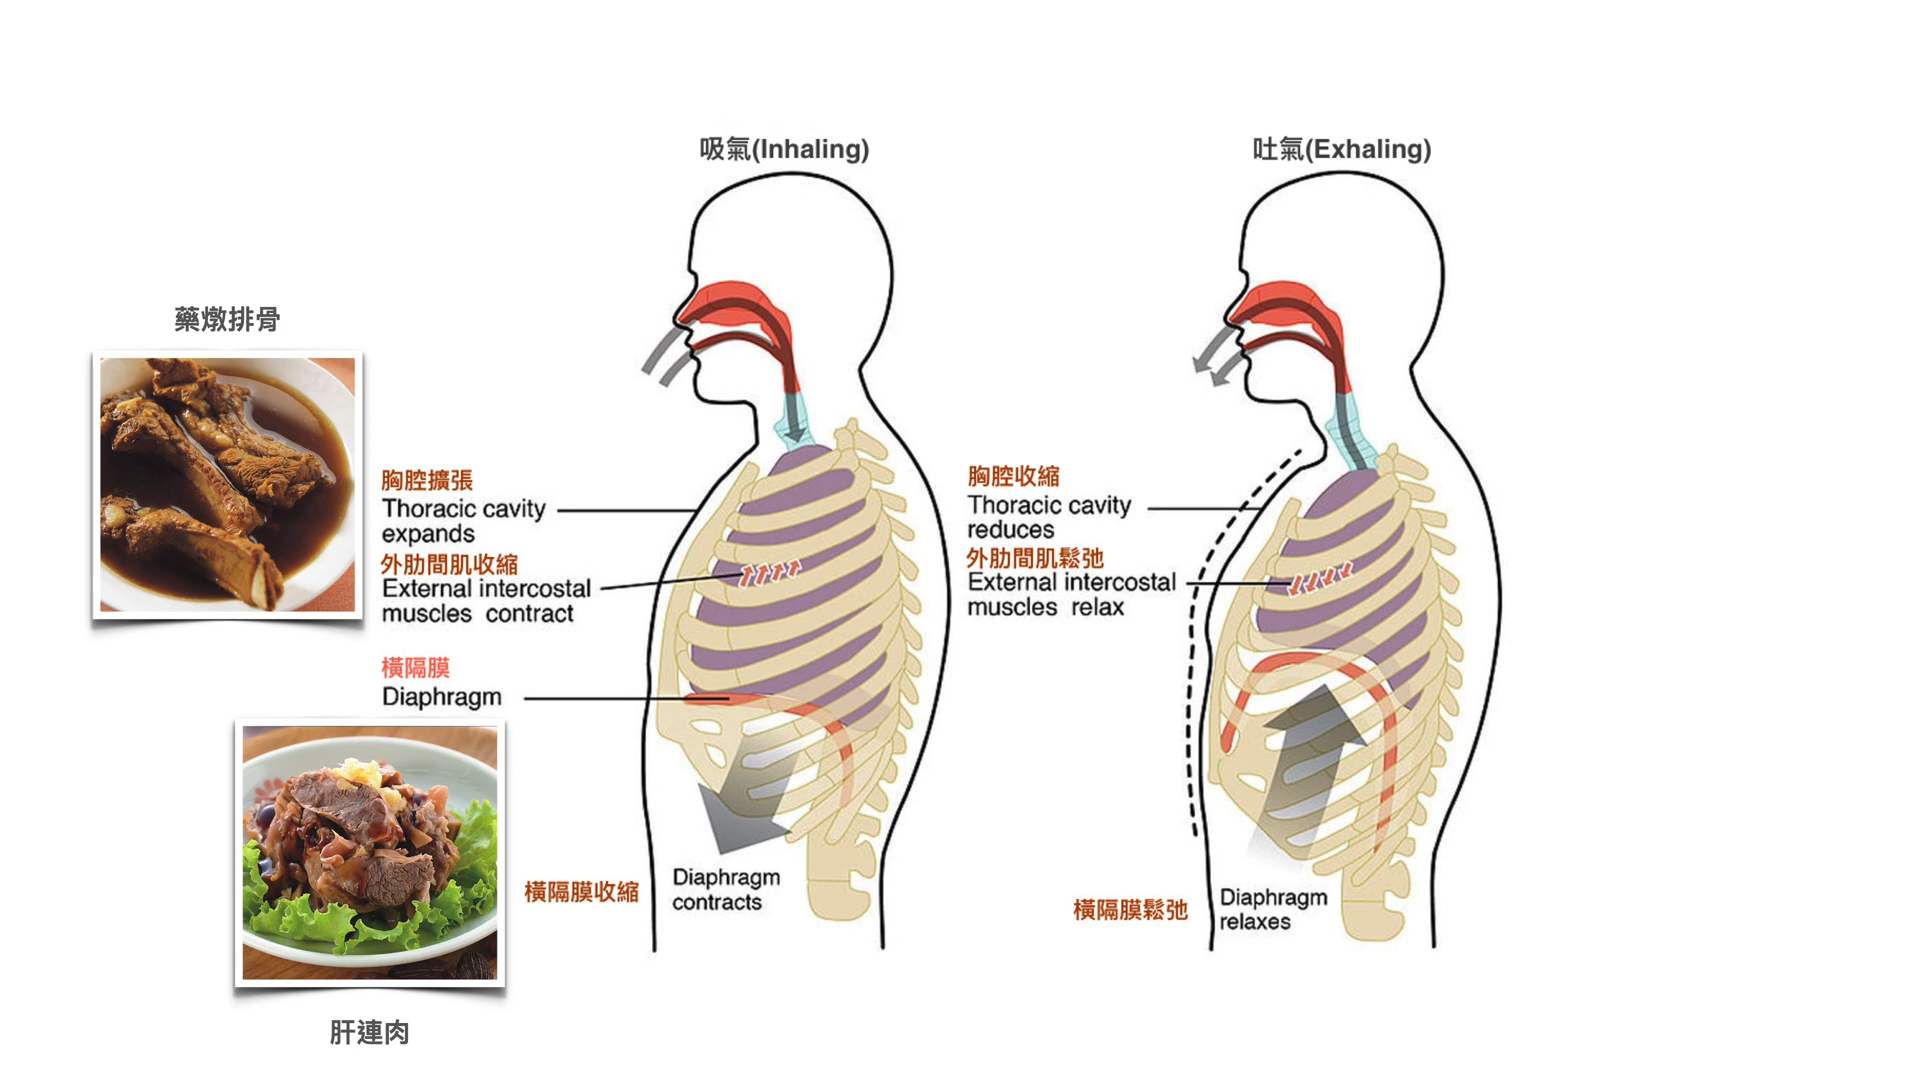 吸氣(Inhaling)
吐氣(Exhaling)
藥燉排骨
胸腔擴張
Thoracic cavity
expands
外肋間肌收縮
External intercostal
muscles contract
橫隔膜
Diaphragm
橫隔膜收縮
Diaphragm
contracts
肝連肉
胸腔收縮
Thoracic cavity
reduces
外肋間肌鬆弛
External intercostal
muscles relax
橫隔膜鬆弛
Diaphragm
relaxes